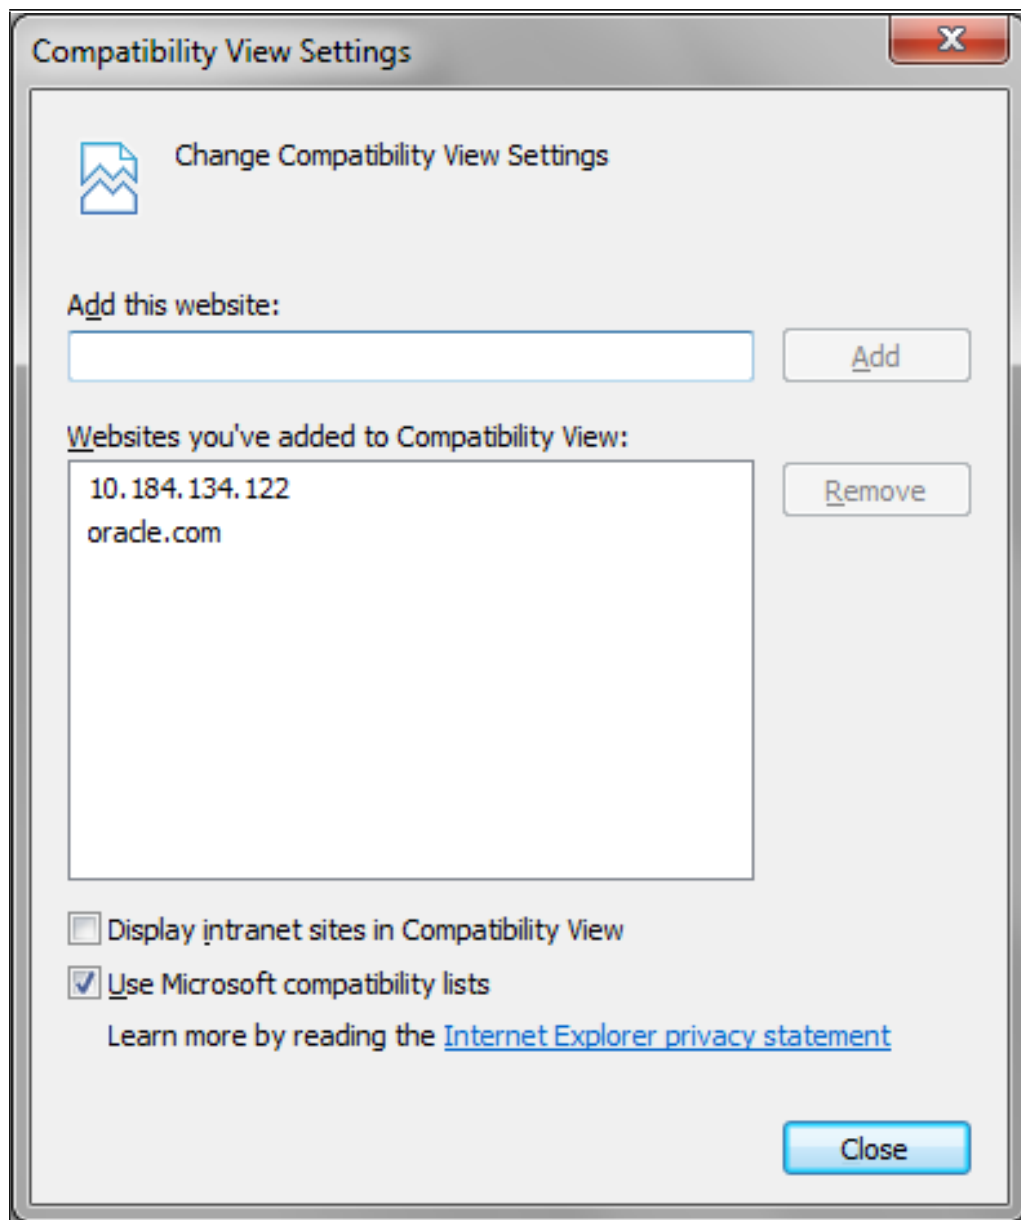 Compatibility View Settings
Change Compatibility View Settings
Add this website:
Add
Websites you've added to Compatibility View:
10.184.134.122
oracle.com
Remove
Display intranet sites in Compatibility View
Use Microsoft compatibility lists
Learn more by reading the Internet Explorer privacy statement
Close